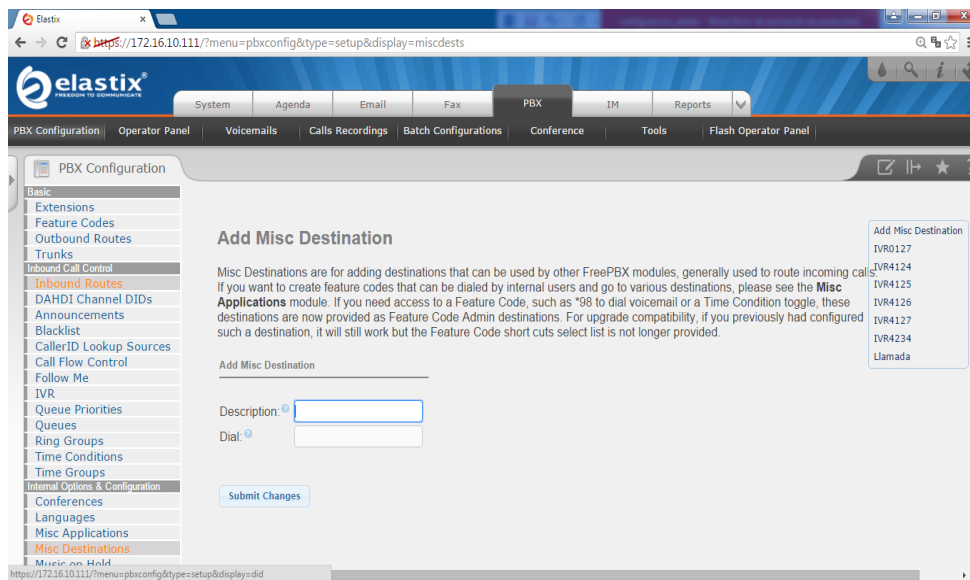 Elastix
https://172.16.10.111/?menu=pbxconfig&type=setup&display=miscdests
elastix®
FREEDOM TO COMMUNICATE
System Agenda Email Fax PBX IM Reports
PBX Configuration Operator Panel Voicemails Calls Recordings Batch Configurations Conference Tools Flash Operator Panel
PBX Configuration
Basic
Extensions
Feature Codes
Outbound Routes
Trunks
Inbound Call Control
Inbound Routes
DAHDI Channel DIDs
Announcements
Blacklist
CallerID Lookup Sources
Call Flow Control
Follow Me
IVR
Queue Priorities
Queues
Ring Groups
Time Conditions
Time Groups
Internal Options & Configuration
Conferences
Languages
Misc Applications
Misc Destinations
Music on Hold
Add Misc Destination
Misc Destinations are for adding destinations that can be used by other FreePBX modules, generally used to route incoming calls.
If you want to create feature codes that can be dialed by internal users and go to various destinations, please see the Misc
Applications module. If you need access to a Feature Code, such as *98 to dial voicemail or a Time Condition toggle, these
destinations are now provided as Feature Code Admin destinations. For upgrade compatibility, if you previously had configured
such a destination, it will still work but the Feature Code short cuts select list is not longer provided.
Add Misc Destination
Description:
Dial:
Submit Changes
Add Misc Destination
IVR0127
IVR4124
IVR4125
IVR4126
IVR4127
IVR4234
Llamada
https://172.16.10.111/?menu=pbxconfig&type=setup&display=did